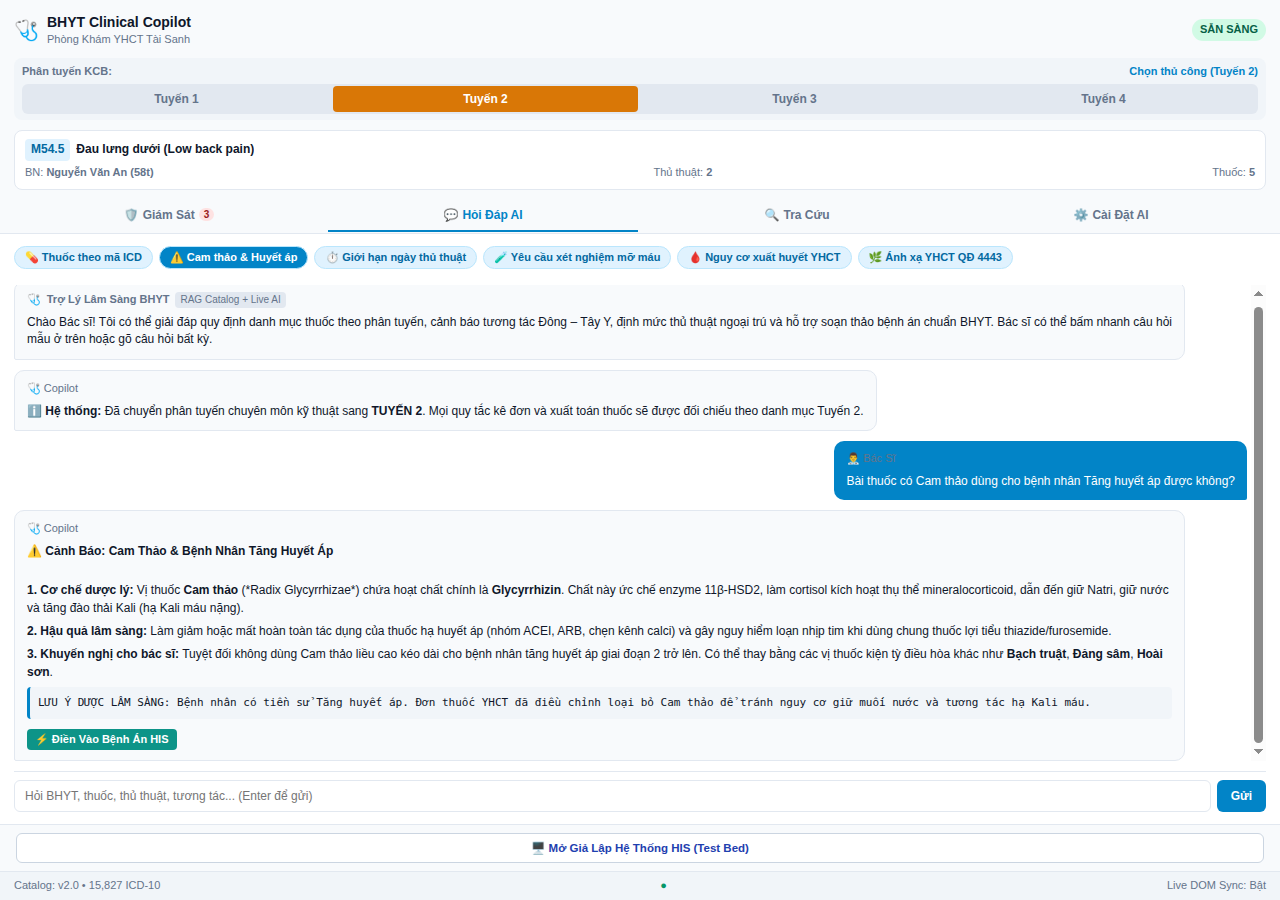 BHYT Clinical Copilot
Phòng Khám YHCT Tài Sanh
SẴN SÀNG
Phân tuyến KCB:
Chọn thủ công (Tuyến 2)
Tuyến 1
Tuyến 2
Tuyến 3
Tuyến 4
M54.5 Đau lưng dưới (Low back pain)
BN: Nguyễn Văn An (58t)
Thủ thuật: 2
Thuốc: 5
Giám Sát 3
Hỏi Đáp AI
Tra Cứu
Cài Đặt AI
Thuốc theo mã ICD
Cam thảo & Huyết áp
Giới hạn ngày thủ thuật
Yêu cầu xét nghiệm mỡ máu
Nguy cơ xuất huyết YHCT
Ánh xạ YHCT QĐ 4443
Trợ Lý Lâm Sàng BHYT RAG Catalog + Live AI
Chào Bác sĩ! Tôi có thể giải đáp quy định danh mục thuốc theo phân tuyến, cảnh báo tương tác Đông – Tây Y, định mức thủ thuật ngoại trú và hỗ trợ soạn thảo bệnh án chuẩn BHYT. Bác sĩ có thể bấm nhanh câu hỏi
mẫu ở trên hoặc gõ câu hỏi bất kỳ.
Copilot
Hệ thống: Đã chuyển phân tuyến chuyên môn kỹ thuật sang TUYẾN 2. Mọi quy tắc kê đơn và xuất toán thuốc sẽ được đối chiếu theo danh mục Tuyến 2.
Bác Sĩ
Bài thuốc có Cam thảo dùng cho bệnh nhân Tăng huyết áp được không?
Copilot
Cảnh Báo: Cam Thảo & Bệnh Nhân Tăng Huyết Áp
1. Cơ chế dược lý: Vị thuốc Cam thảo (*Radix Glycyrrhizae*) chứa hoạt chất chính là Glycyrrhizin. Chất này ức chế enzyme 11β-HSD2, làm cortisol kích hoạt thụ thể mineralocorticoid, dẫn đến giữ Natri, giữ nước
và tăng đào thải Kali (hạ Kali máu nặng).
2. Hậu quả lâm sàng: Làm giảm hoặc mất hoàn toàn tác dụng của thuốc hạ huyết áp (nhóm ACEI, ARB, chẹn kênh calci) và gây nguy hiểm loạn nhịp tim khi dùng chung thuốc lợi tiểu thiazide/furosemide.
3. Khuyến nghị cho bác sĩ: Tuyệt đối không dùng Cam thảo liều cao kéo dài cho bệnh nhân tăng huyết áp giai đoạn 2 trở lên. Có thể thay bằng các vị thuốc kiện tỳ điều hòa khác như Bạch truật, Đảng sâm, Hoài
sơn.
LƯU Ý DƯỢC LÂM SÀNG: Bệnh nhân có tiền sử Tăng huyết áp. Đơn thuốc YHCT đã điều chỉnh loại bỏ Cam thảo để tránh nguy cơ giữ muối nước và tương tác hạ Kali máu.
Điền Vào Bệnh Án HIS
Hỏi BHYT, thuốc, thủ thuật, tương tác... (Enter để gửi)
Gửi
Mở Giả Lập Hệ Thống HIS (Test Bed)
Catalog: v2.0 • 15,827 ICD-10
Live DOM Sync: Bật